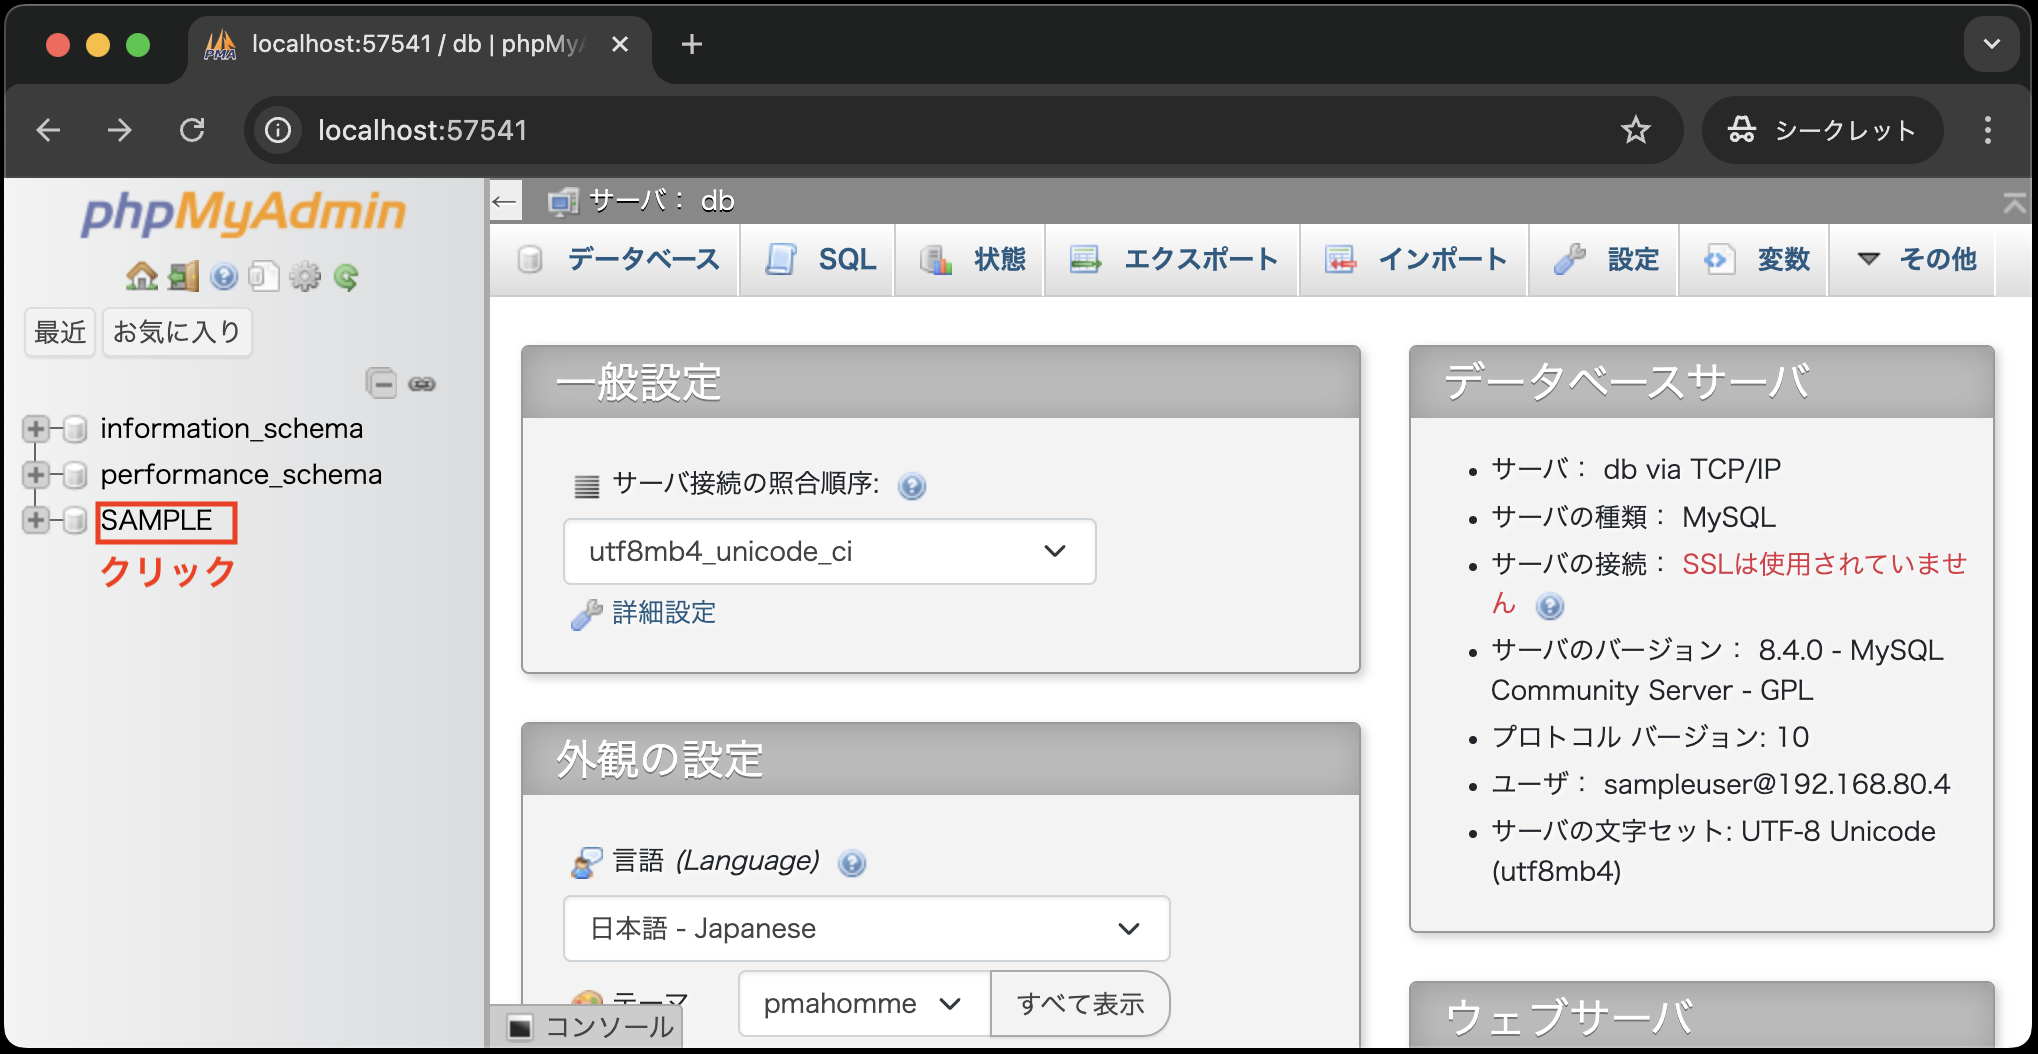 localhost:57541 / db | phpMyA
localhost:57541
シークレット
phpMyAdmin
最近
お気に入り
information_schema
performance_schema
SAMPLE
クリック
サーバ： db
データベース
SQL
状態
エクスポート
インポート
設定
変数
その他
一般設定
サーバ接続の照合順序:
utf8mb4_unicode_ci
詳細設定
外観の設定
言語 (Language)
日本語 - Japanese
テーマ
pmahomme
すべて表示
コンソール
データベースサーバ
サーバ： db via TCP/IP
サーバの種類： MySQL
サーバの接続： SSLは使用されていませ
ん
サーバのバージョン： 8.4.0 - MySQL
Community Server - GPL
プロトコル バージョン: 10
ユーザ： sampleuser@192.168.80.4
サーバの文字セット: UTF-8 Unicode
(utf8mb4)
ウェブサーバ